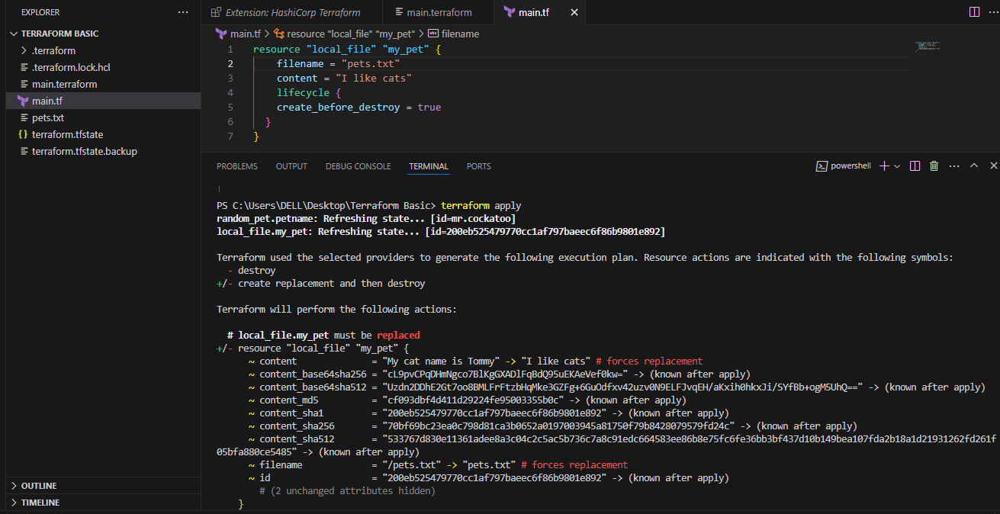 EXPLORER
TERRAFORM BASIC
.terraform
.terraform.lock.hcl
main.terraform
main.tf
pets.txt
terraform.tfstate
terraform.tfstate.backup
OUTLINE
TIMELINE
Extension: HashiCorp Terraform
main.terraform
main.tf
main.tf > resource "local_file" "my_pet" > filename
1 resource "local_file" "my_pet" {
2 filename = "pets.txt"
3 content = "I like cats"
4 lifecycle {
5 create_before_destroy = true
6 }
7 }
PROBLEMS OUTPUT DEBUG CONSOLE TERMINAL PORTS
powershell
PS C:\Users\DELL\Desktop\Terraform Basic> terraform apply
random_pet.petname: Refreshing state... [id=mr.cockatoo]
local_file.my_pet: Refreshing state... [id=200eb525479770cc1af797baeec6f86b9801e892]
Terraform used the selected providers to generate the following execution plan. Resource actions are indicated with the following symbols:
- destroy
+/- create replacement and then destroy
Terraform will perform the following actions:
# local_file.my_pet must be replaced
+/- resource "local_file" "my_pet" {
~ content = "My cat name is Tommy" -> "I like cats" # forces replacement
~ content_base64sha256 = "cL9pvCPqDHmNgco7BlKgGXADlFqBdQ95uEKAeVef0kw=" -> (known after apply)
~ content_base64sha512 = "Uzdn2DDhE2Gt7oo8BMLFrFtzbHqMke3GZFg+6GuOdfxv42uzv0N9ELFJvqEH/aKxih0hkxJi/SYfBb+ogM5UhQ==" -> (known after apply)
~ content_md5 = "cf093dbf4d411d29224fe95003355b0c" -> (known after apply)
~ content_sha1 = "200eb525479770cc1af797baeec6f86b9801e892" -> (known after apply)
~ content_sha256 = "70bf69bc23ea0c798d81ca3b0652a0197003945a81750f79b8428079579fd24c" -> (known after apply)
~ content_sha512 = "533767d830e11361adee8a3c04c2c5ac5b736c7a8c91edc664583ee86b8e75fc6fe36bb3bf437d10b149bea107fda2b18a1d21931262fd261f
05bfa880ce5485" -> (known after apply)
~ filename = "/pets.txt" -> "pets.txt" # forces replacement
~ id = "200eb525479770cc1af797baeec6f86b9801e892" -> (known after apply)
# (2 unchanged attributes hidden)
}